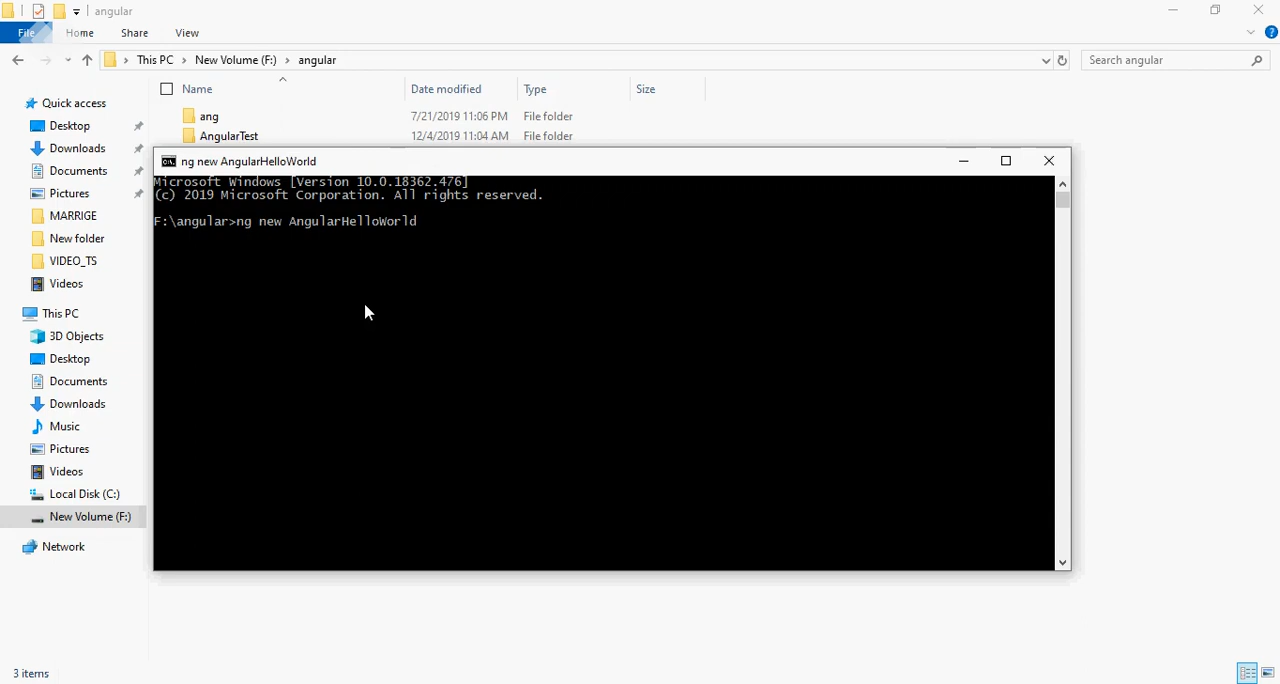 angular
File
Home
Share
View
This PC
New Volume (F:)
angular
Search angular
Name
Date modified
Type
Size
ang
7/21/2019 11:06 PM
File folder
AngularTest
12/4/2019 11:04 AM
File folder
Quick access
Desktop
Downloads
Documents
Pictures
MARRIGE
New folder
VIDEO_TS
Videos
This PC
3D Objects
Desktop
Documents
Downloads
Music
Pictures
Videos
Local Disk (C:)
New Volume (F:)
Network
3 items
ng new AngularHelloWorld
Microsoft Windows [Version 10.0.18362.476]
(c) 2019 Microsoft Corporation. All rights reserved.
F:\angular>ng new AngularHelloWorld